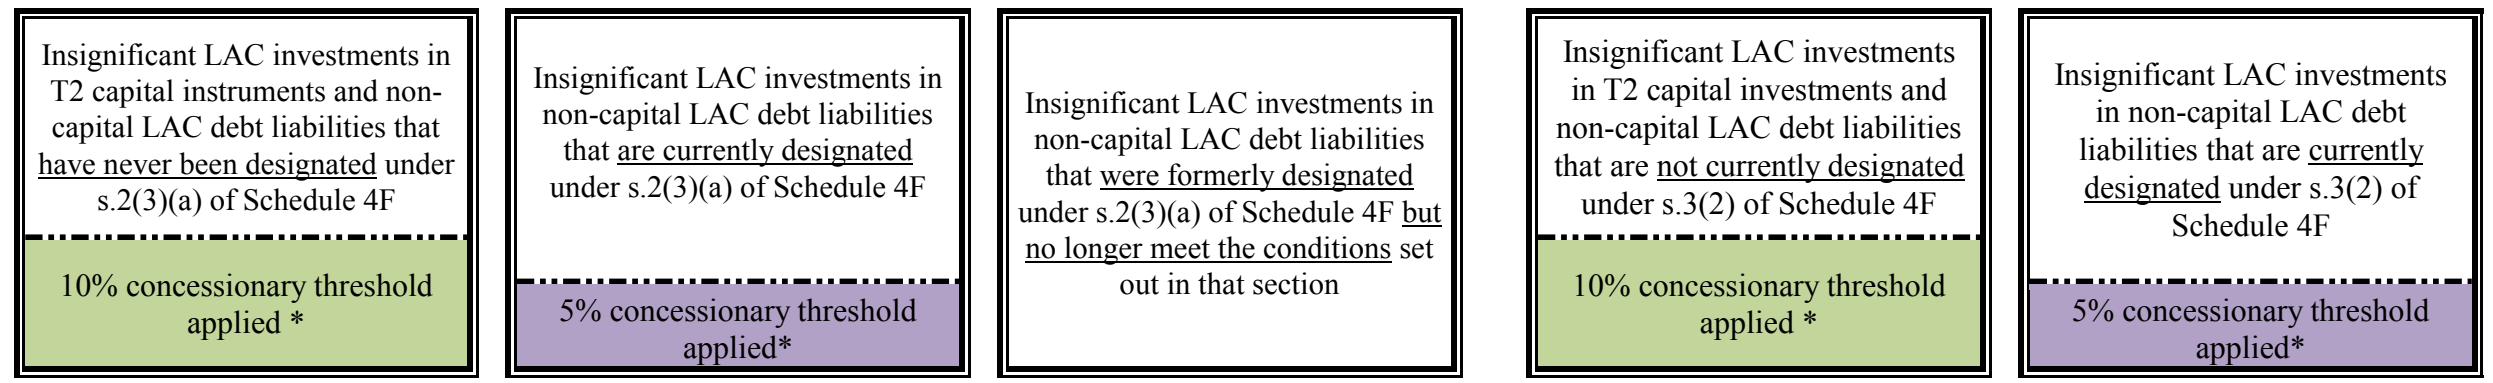 Insignificant LAC investments in
T2 capital instruments and non-
capital LAC debt liabilities that
have never been designated under
s.2(3)(a) of Schedule 4F
10% concessionary threshold
applied *
Insignificant LAC investments in
non-capital LAC debt liabilities
that are currently designated
under s.2(3)(a) of Schedule 4F
5% concessionary threshold
applied*
Insignificant LAC investments in
non-capital LAC debt liabilities
that were formerly designated
under s.2(3)(a) of Schedule 4F but
no longer meet the conditions set
out in that section
Insignificant LAC investments
in T2 capital investments and
non-capital LAC debt liabilities
that are not currently designated
under s.3(2) of Schedule 4F
10% concessionary threshold
applied *
Insignificant LAC investments
in non-capital LAC debt
liabilities that are currently
designated under s.3(2) of
Schedule 4F
5% concessionary threshold
applied*